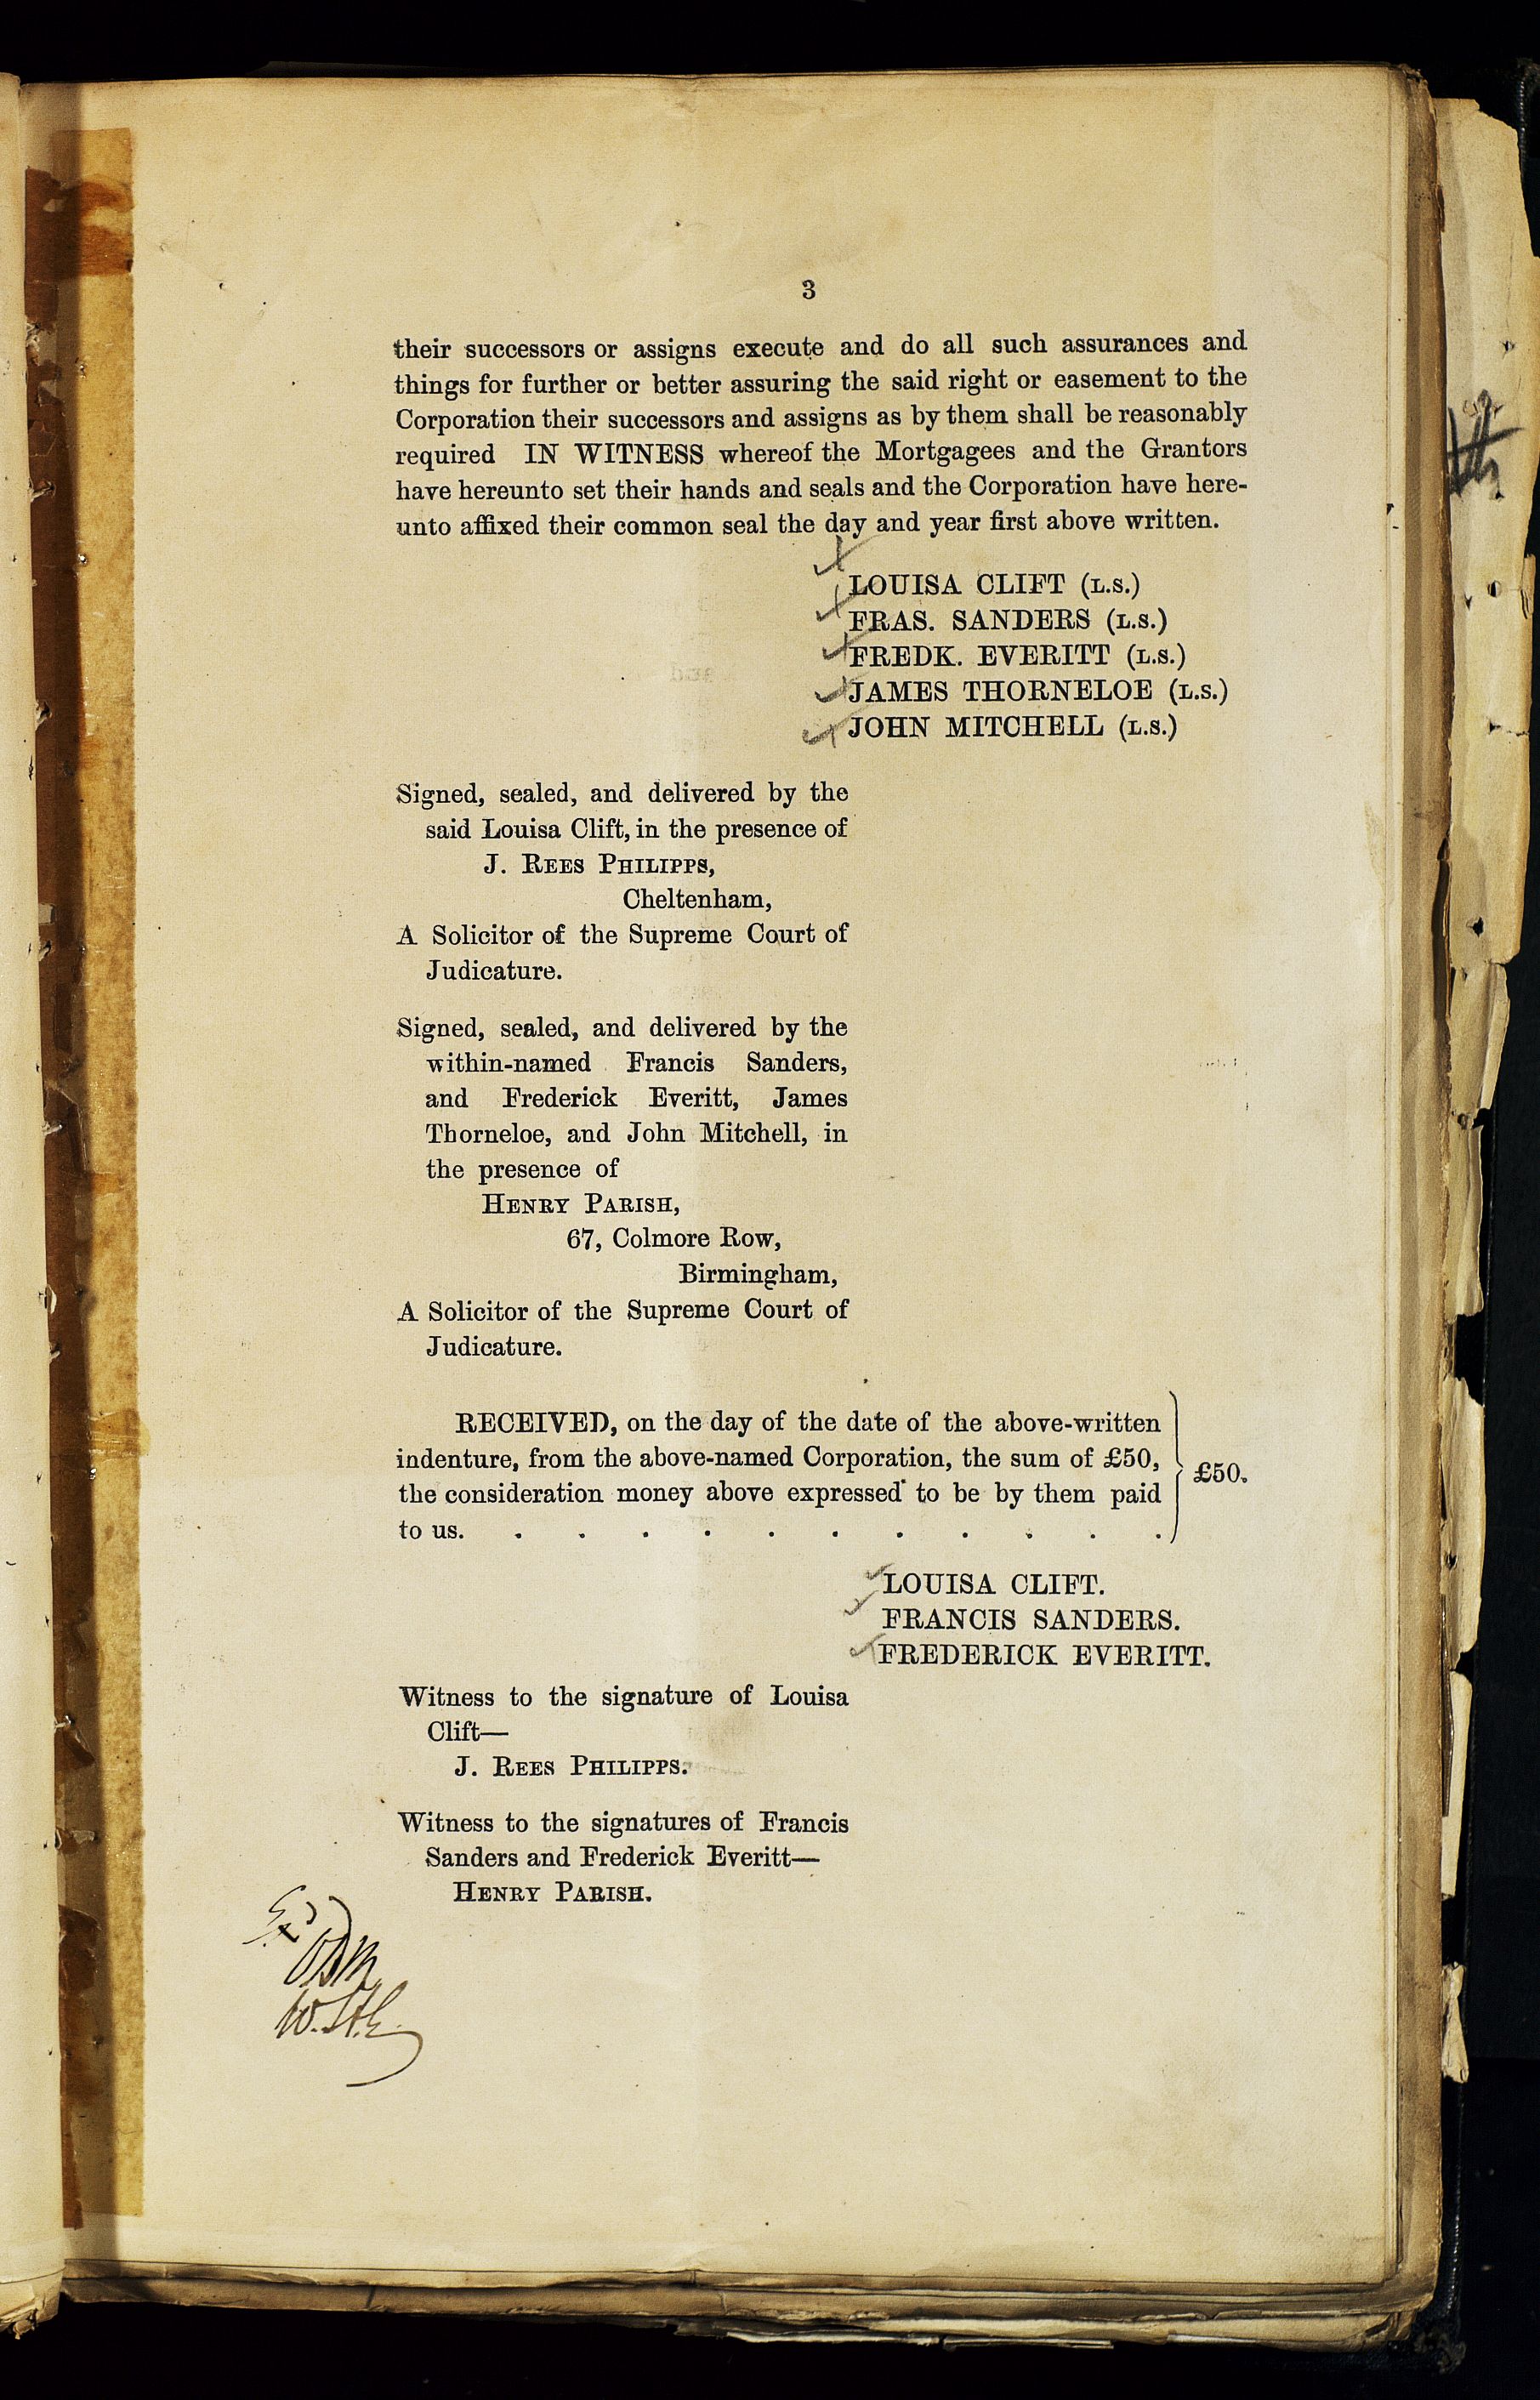 3
their successors or assigns execute and do all such assurances and
things for further or better assuring the said right or easement to the
Corporation their successors and assigns as by them shall be reasonably
required IN WITNESS whereof the Mortgagees and the Grantors
have hereunto set their hands and seals and the Corporation have here-
unto affixed their common seal the day and year first above written.
LOUISA CLIFT (L.S.)
FRAS. SANDERS (L.S.)
FREDK. EVERITT (L.S.)
JAMES THORNELOE (L.S.)
JOHN MITCHELL (L.S.)
Signed, sealed, and delivered by the
said Louisa Clift, in the presence of
J. REES PHILIPPS,
Cheltenham,
A Solicitor of the Supreme Court of
Judicature.
Signed, sealed, and delivered by the
within-named Francis Sanders,
and Frederick Everitt, James
Thorneloe, and John Mitchell, in
the presence of
HENRY PARISH,
67, Colmore Row,
Birmingham,
A Solicitor of the Supreme Court of
Judicature.
RECEIVED, on the day of the date of the above-written
indenture, from the above-named Corporation, the sum of £50,
the consideration money above expressed to be by them paid
to us. . . . . . . . . . . .
£50.
LOUISA CLIFT.
FRANCIS SANDERS.
FREDERICK EVERITT.
Witness to the signature of Louisa
Clift—
J. REES PHILIPPS.
Witness to the signatures of Francis
Sanders and Frederick Everitt—
HENRY PARISH.